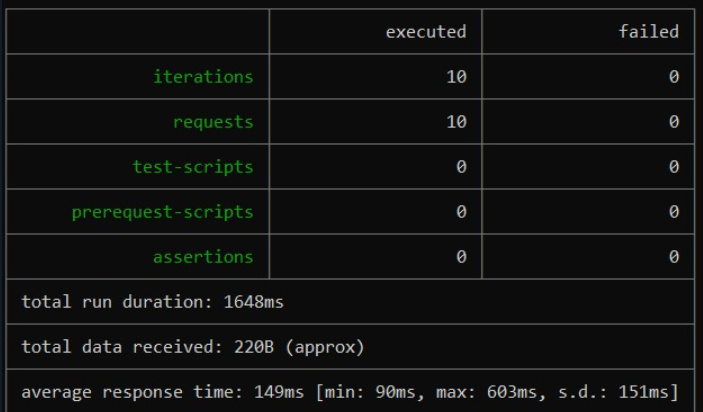 executed failed
iterations 10 0
requests 10 0
test-scripts 0 0
prerequest-scripts 0 0
assertions 0 0
total run duration: 1648ms
total data received: 220B (approx)
average response time: 149ms [min: 90ms, max: 603ms, s.d.: 151ms]